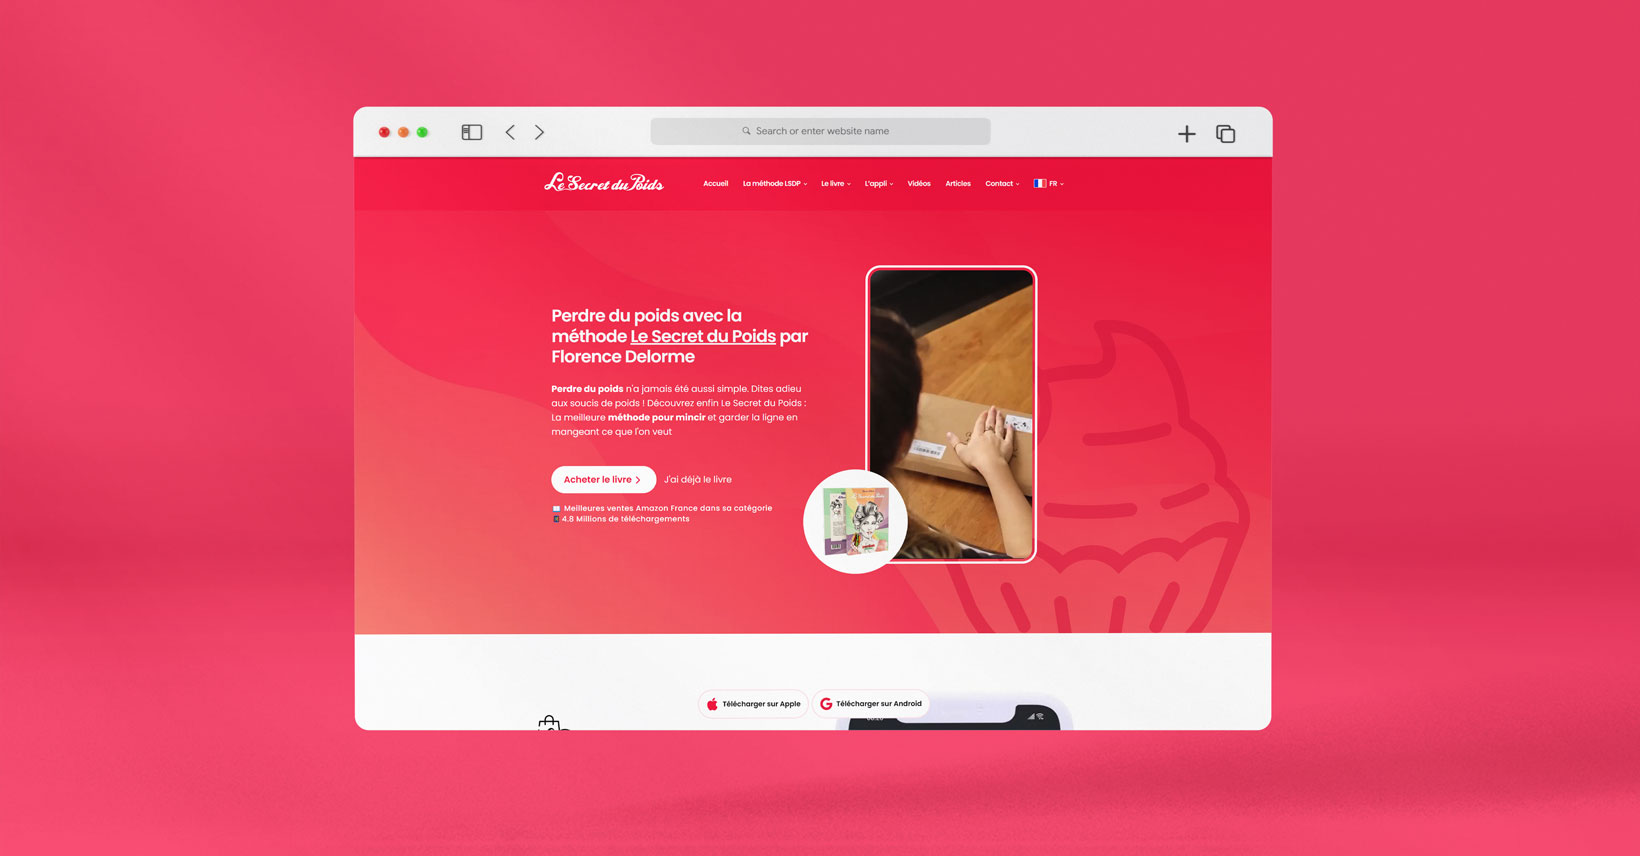 Search or enter website name
Le Secret du Poids
Accueil
La méthode LSDP
Le livre
L'appli
Vidéos
Articles
Contact
FR
Perdre du poids avec la
méthode Le Secret du Poids par
Florence Delorme
Perdre du poids n'a jamais été aussi simple. Dites adieu
aux soucis de poids ! Découvrez enfin Le Secret du Poids :
La meilleure méthode pour mincir et garder la ligne en
mangeant ce que l'on veut
Acheter le livre
J'ai déjà le livre
Meilleures ventes Amazon France dans sa catégorie
4.8 Millions de téléchargements
Télécharger sur Apple
Télécharger sur Android